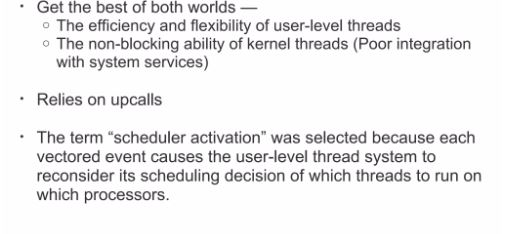 • Get the best of both worlds —
○ The efficiency and flexibility of user-level threads
○ The non-blocking ability of kernel threads (Poor integration
with system services)
• Relies on upcalls
• The term “scheduler activation” was selected because each
vectored event causes the user-level thread system to
reconsider its scheduling decision of which threads to run on
which processors.